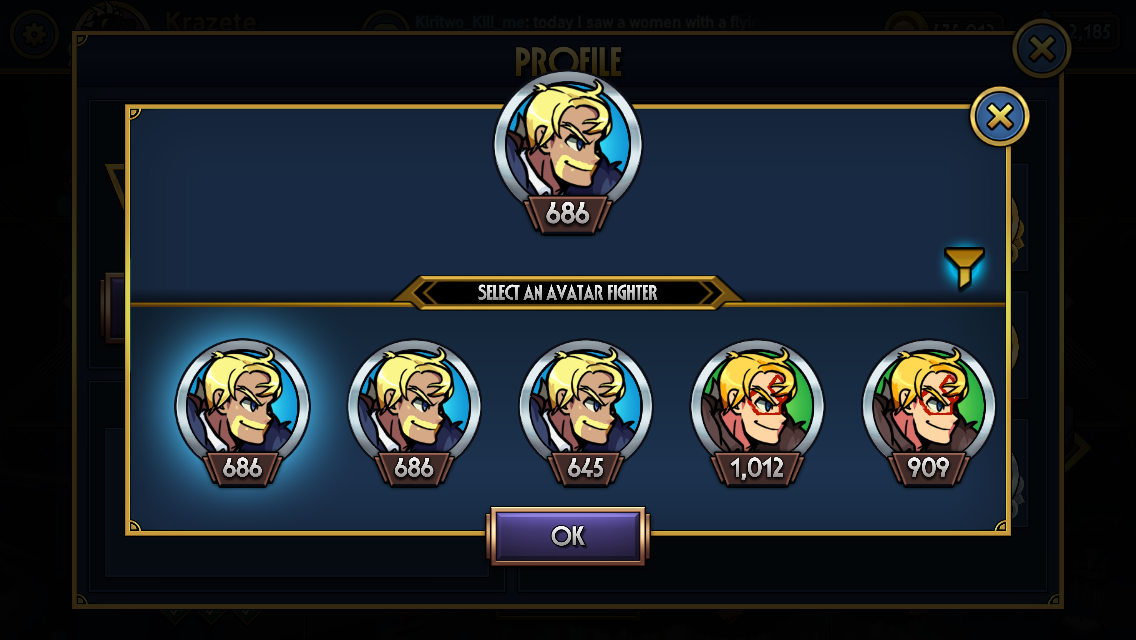 Krazete
Kiritwo_Kill_me: today I saw a women with a flyin
2,185
PROFILE
686
SELECT AN AVATAR FIGHTER
686
686
645
1,012
909
OK